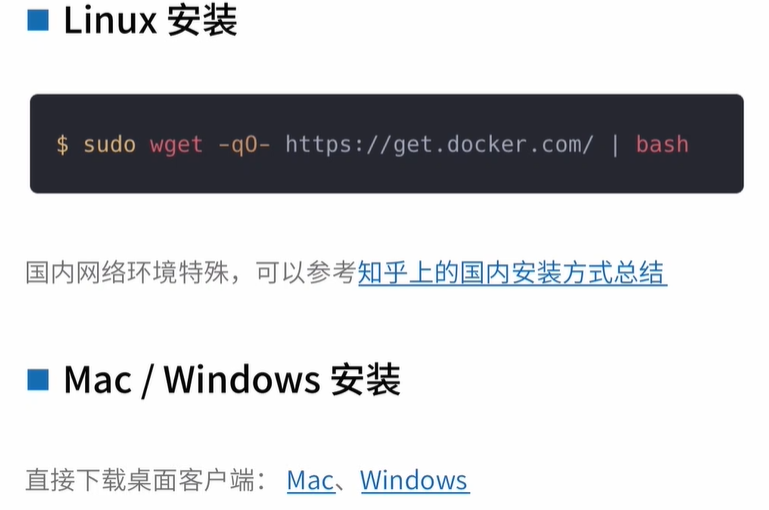 Linux 安装
$ sudo wget -qO- https://get.docker.com/ | bash
国内网络环境特殊，可以参考知乎上的国内安装方式总结
Mac / Windows 安装
直接下载桌面客户端： Mac、Windows